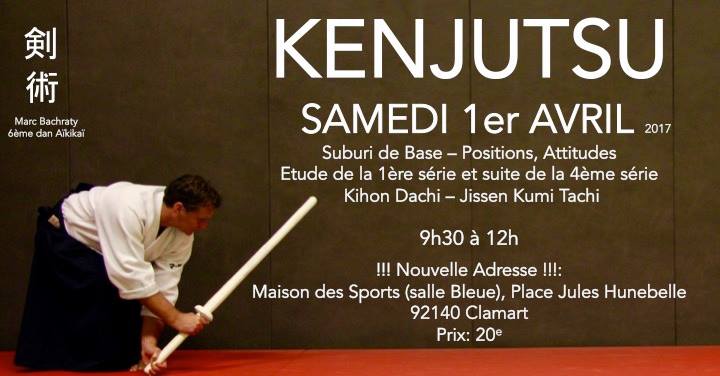 剣
術
Marc Bachraty
6ème dan Aïkikaï
KENJUTSU
SAMEDI 1er AVRIL 2017
Suburi de Base – Positions, Attitudes
Etude de la 1ère série et suite de la 4ème série
Kihon Dachi – Jissen Kumi Tachi
9h30 à 12h
!!! Nouvelle Adresse !!!:
Maison des Sports (salle Bleue), Place Jules Hunebelle
92140 Clamart
Prix: 20e